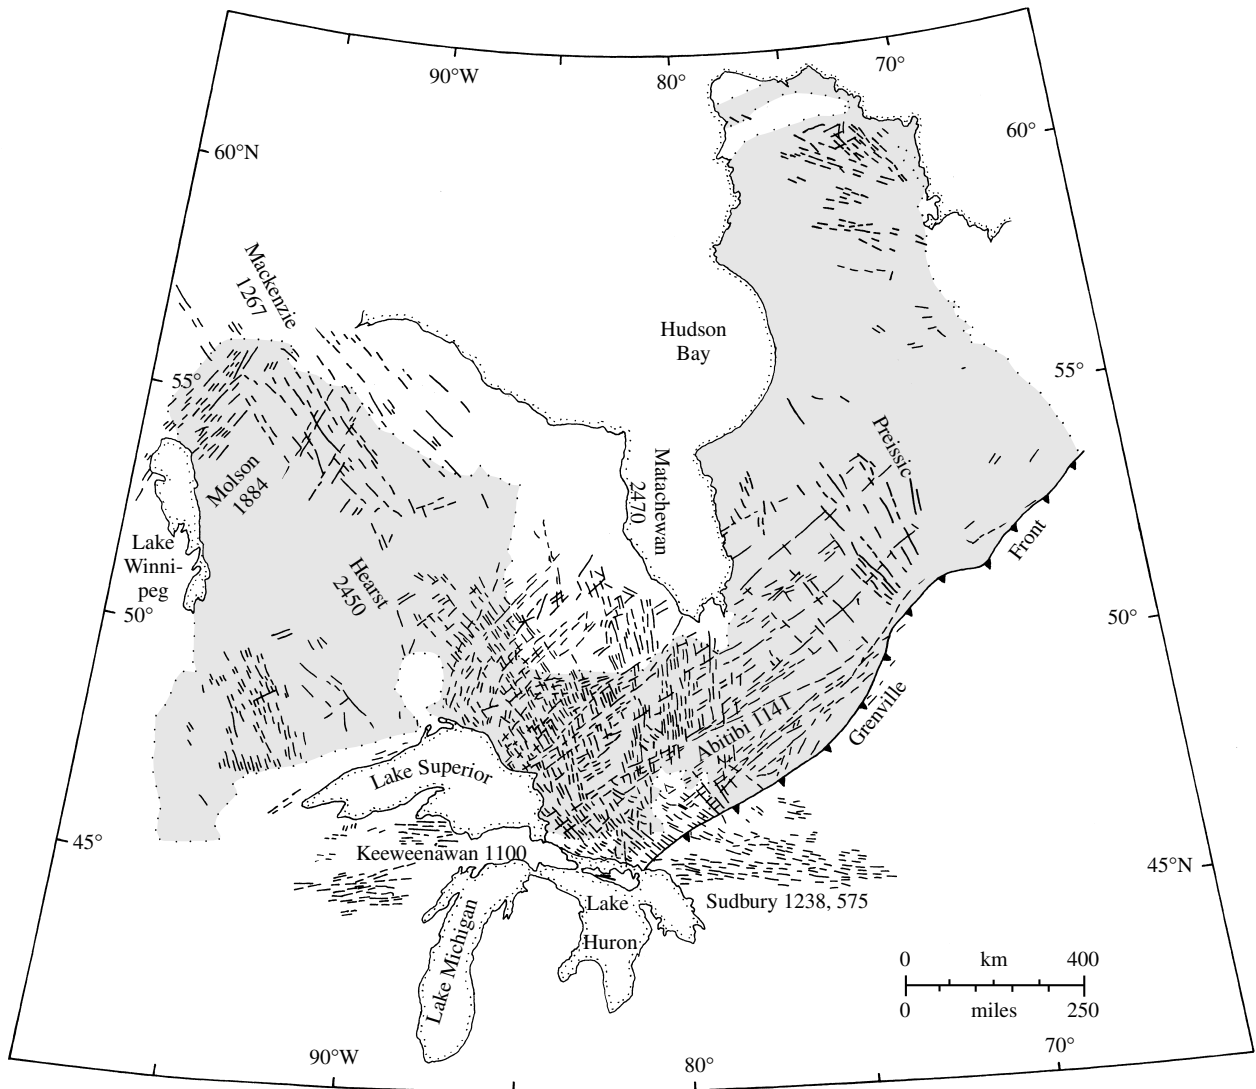 90°W
80°
70°
60°N
60°
Mackenzie
1267
Hudson
Bay
55°
55°
Molson
1884
Preissic
Matachewan
2470
Lake
Winni-
peg
Hearst
2450
Front
50°
50°
Abitibi 1141
Grenville
Lake Superior
45°
Keeweenawan 1100
45°N
Lake
Huron
Sudbury 1238, 575
Lake Michigan
0 km 400
0 miles 250
90°W
80°
70°